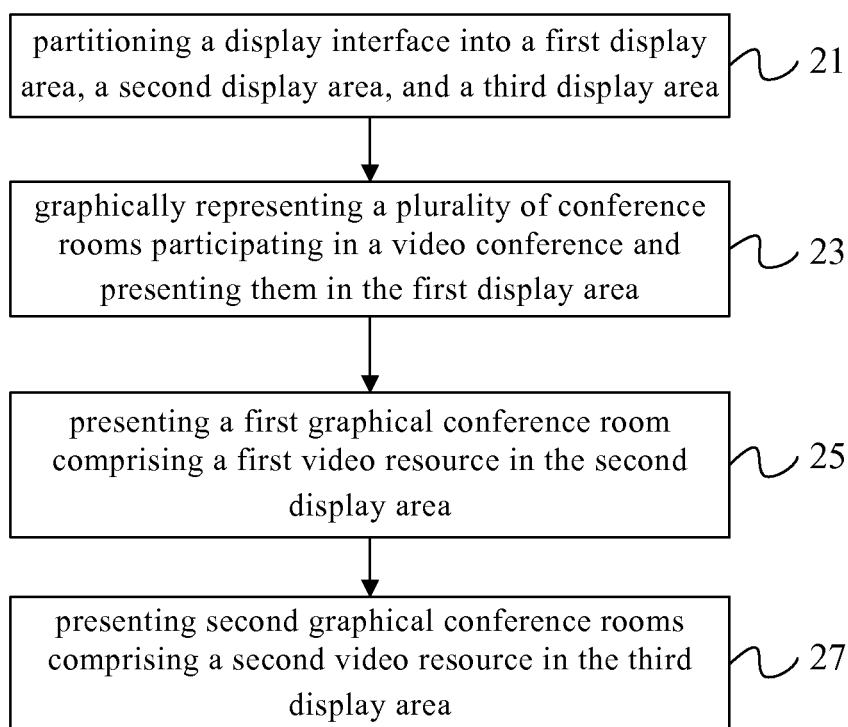 partitioning a display interface into a first display
area, a second display area, and a third display area
21
graphically representing a plurality of conference
rooms participating in a video conference and
presenting them in the first display area
23
presenting a first graphical conference room
comprising a first video resource in the second
display area
25
presenting second graphical conference rooms
comprising a second video resource in the third
display area
27